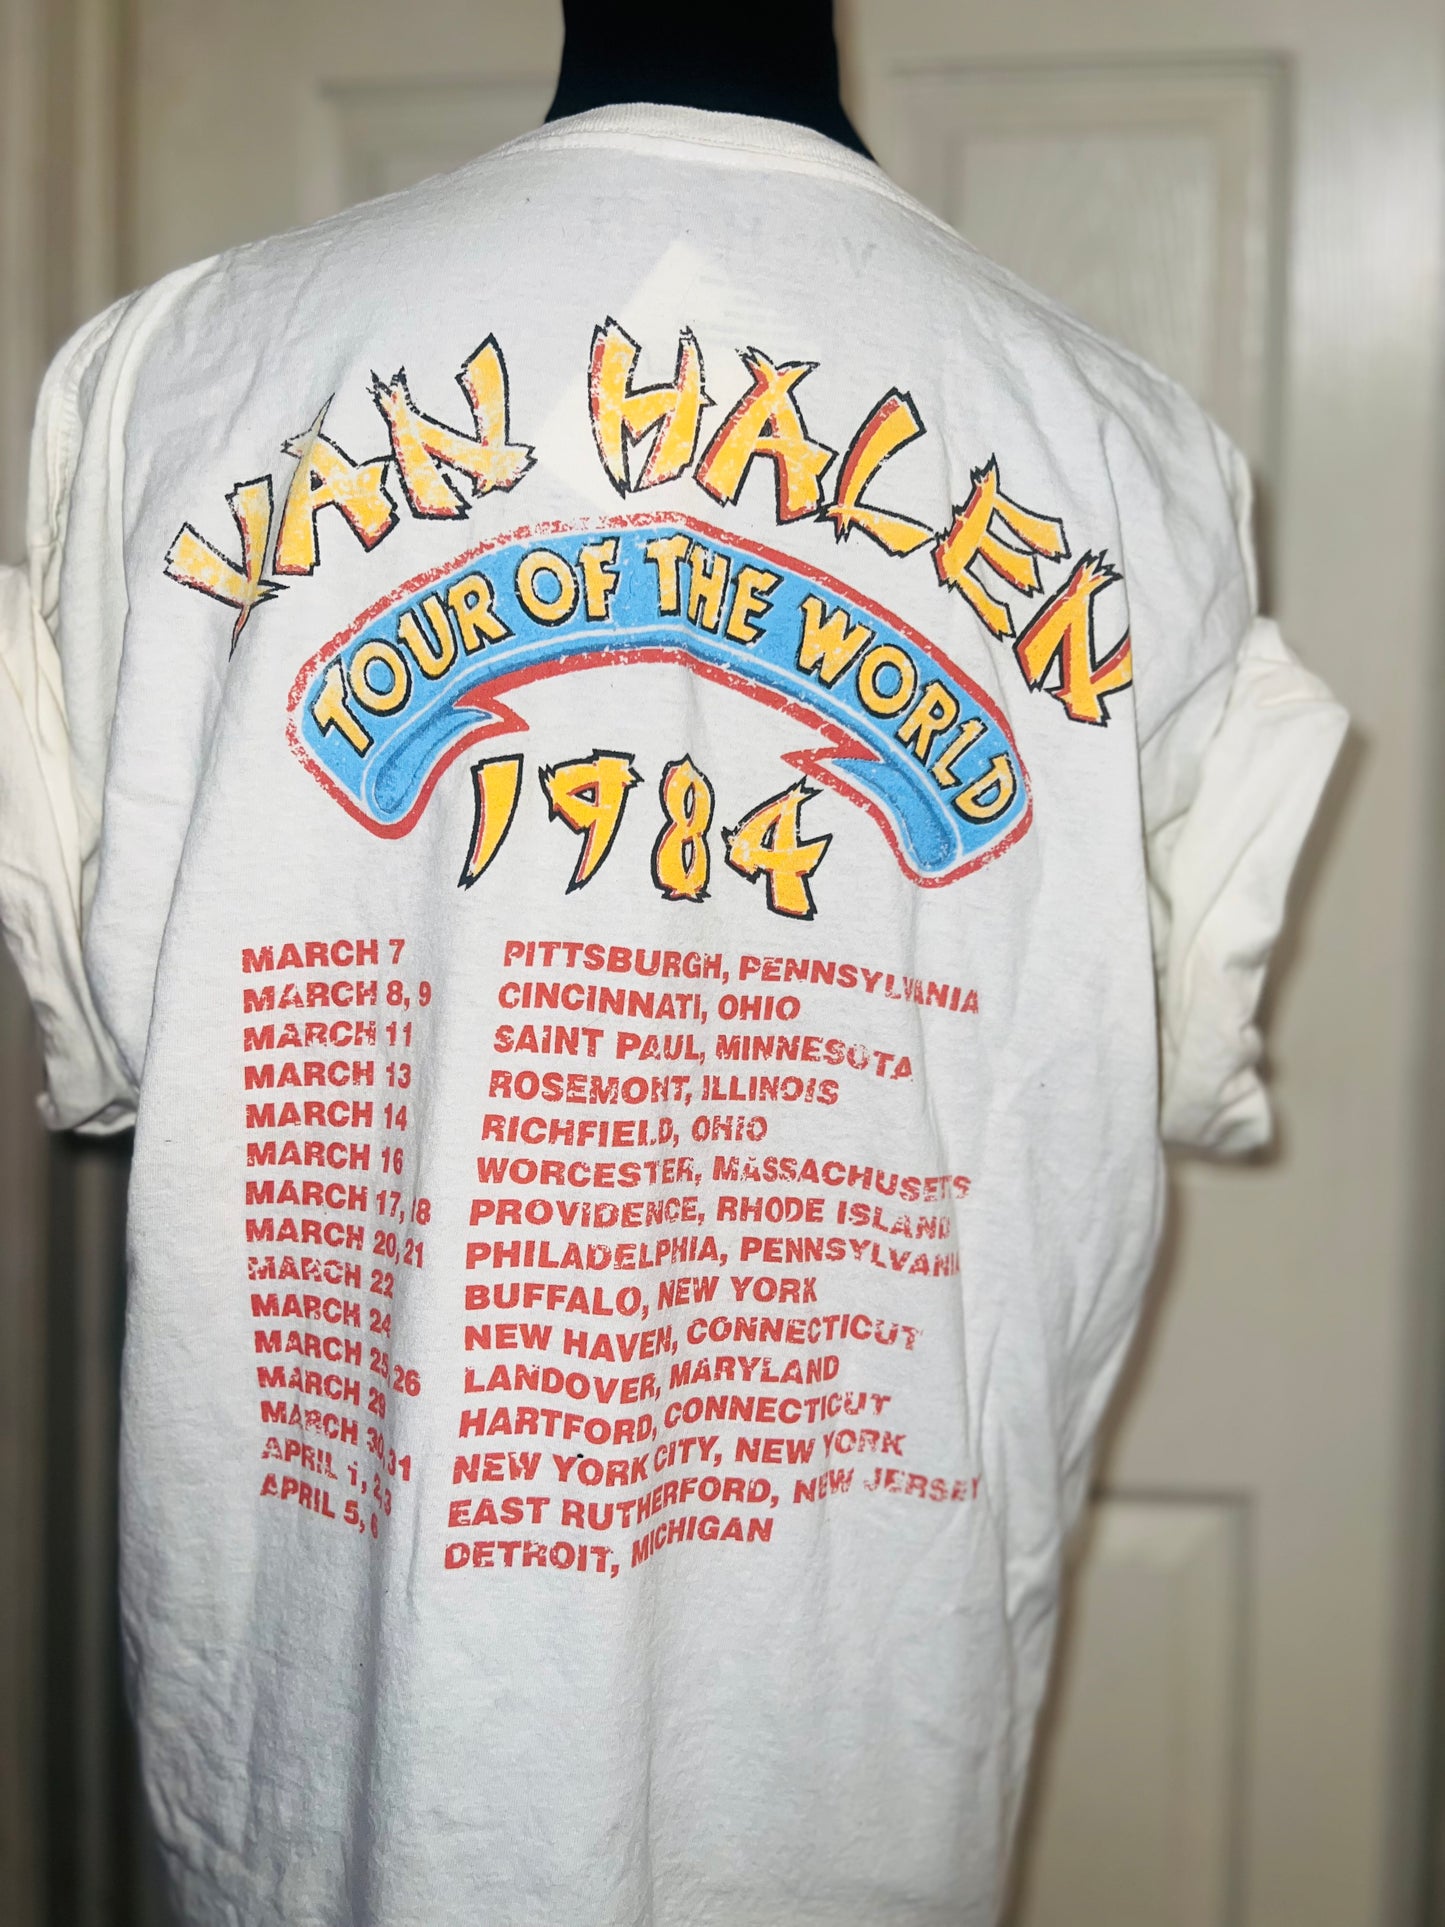 VAN HALEN
TOUR OF THE WORLD
1984
MARCH 7 PITTSBURGH, PENNSYLVANIA
MARCH 8, 9 CINCINNATI, OHIO
MARCH 11 SAINT PAUL, MINNESOTA
MARCH 13 ROSEMONT, ILLINOIS
MARCH 14 RICHFIELD, OHIO
MARCH 16 WORCESTER, MASSACHUSETTS
MARCH 17, 18 PROVIDENCE, RHODE ISLAND
MARCH 20, 21 PHILADELPHIA, PENNSYLVANIA
MARCH 22 BUFFALO, NEW YORK
MARCH 24 NEW HAVEN, CONNECTICUT
MARCH 25, 26 LANDOVER, MARYLAND
MARCH 29 HARTFORD, CONNECTICUT
MARCH 30, 31 NEW YORK CITY, NEW YORK
APRIL 1, 2, 3 EAST RUTHERFORD, NEW JERSEY
APRIL 5, 6 DETROIT, MICHIGAN